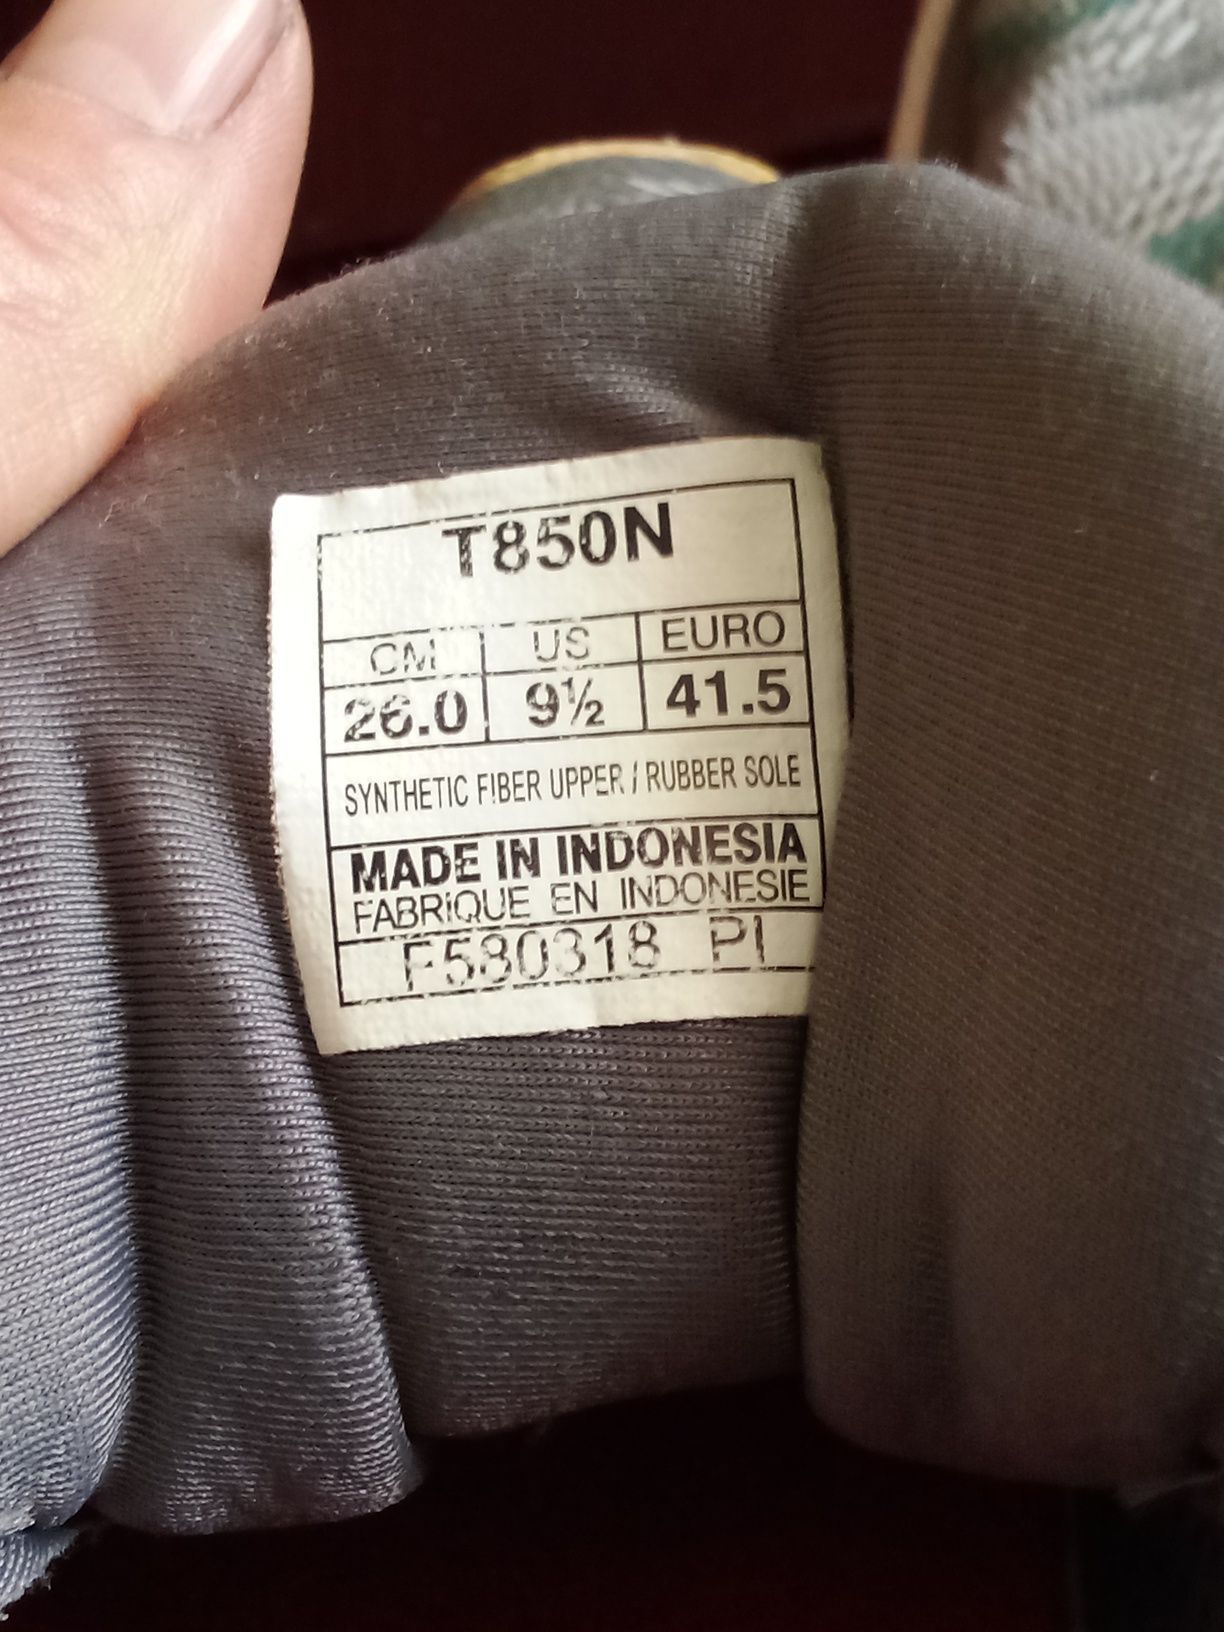 T850N
CM US EURO
26.0 9½ 41.5
SYNTHETIC FIBER UPPER / RUBBER SOLE
MADE IN INDONESIA
FABRIQUE EN INDONESIE
F580318 PI